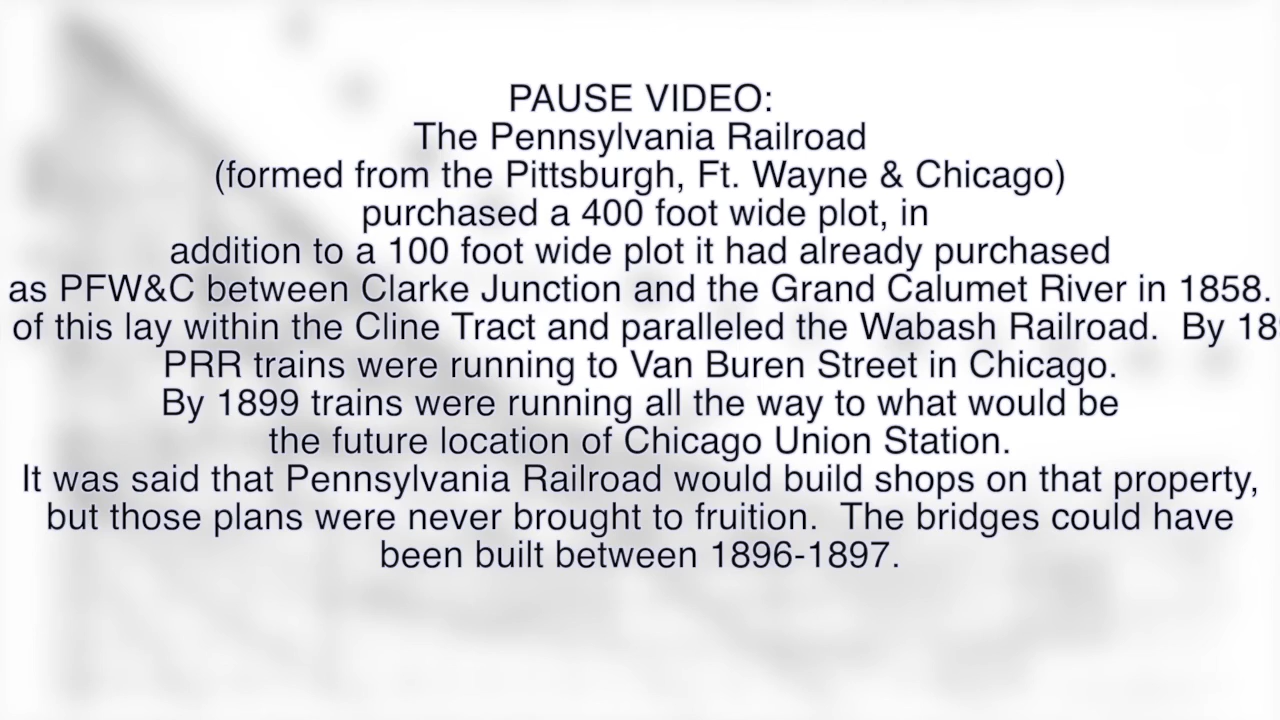 PAUSE VIDEO:
The Pennsylvania Railroad
(formed from the Pittsburgh, Ft. Wayne & Chicago)
purchased a 400 foot wide plot, in
addition to a 100 foot wide plot it had already purchased
as PFW&C between Clarke Junction and the Grand Calumet River in 1858.
of this lay within the Cline Tract and paralleled the Wabash Railroad.  By
PRR trains were running to Van Buren Street in Chicago.
By 1899 trains were running all the way to what would be
the future location of Chicago Union Station.
It was said that Pennsylvania Railroad would build shops on that property,
but those plans were never brought to fruition.  The bridges could have
been built between 1896-1897.